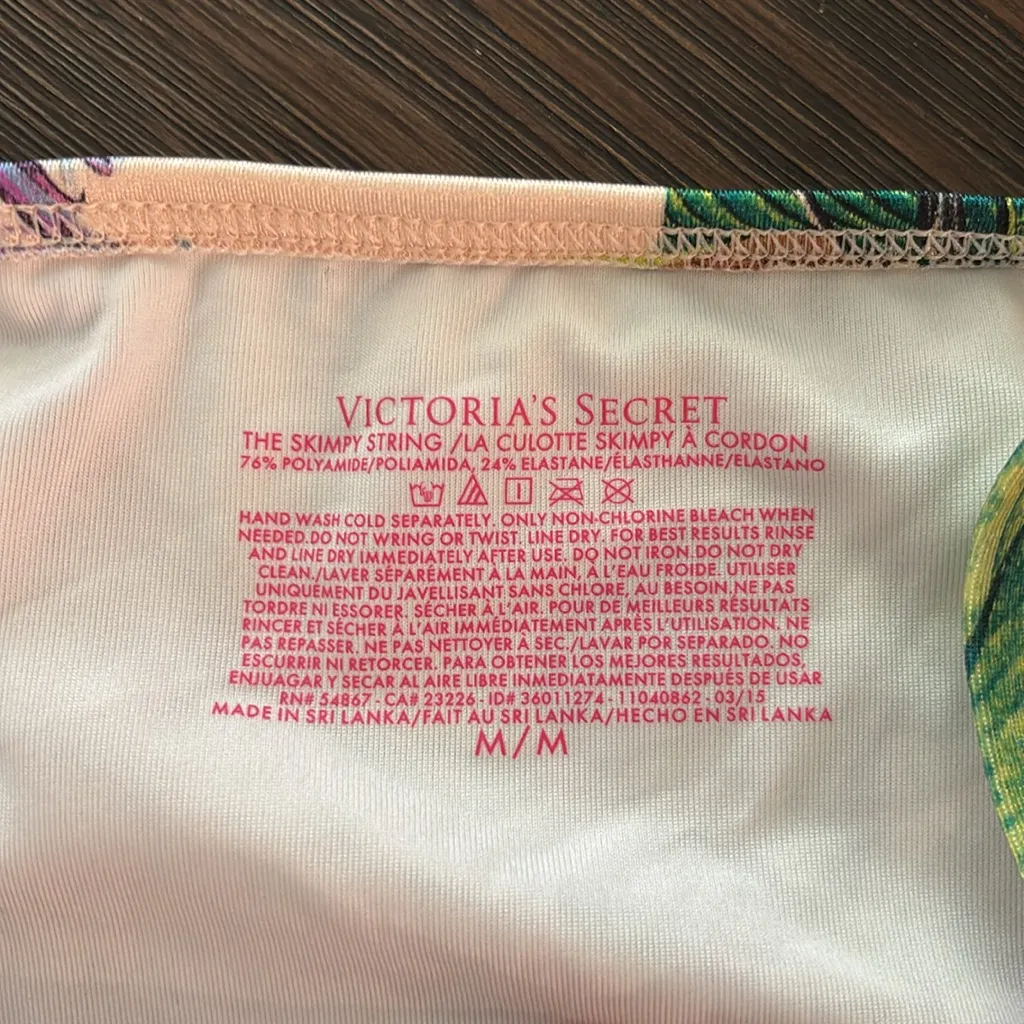 VICTORIA'S SECRET
THE SKIMPY STRING /LA CULOTTE SKIMPY À CORDON
76% POLYAMIDE/POLIAMIDA, 24% ELASTANE/ÉLASTHANNE/ELASTANO
HAND WASH COLD SEPARATELY. ONLY NON-CHLORINE BLEACH WHEN
NEEDED.DO NOT WRING OR TWIST. LINE DRY. FOR BEST RESULTS RINSE
AND LINE DRY IMMEDIATELY AFTER USE. DO NOT IRON.DO NOT DRY
CLEAN./LAVER SÉPARÉMENT À LA MAIN, À L'EAU FROIDE. UTILISER
UNIQUEMENT DU JAVELLISANT SANS CHLORE, AU BESOIN.NE PAS
TORDRE NI ESSORER. SÉCHER À L'AIR. POUR DE MEILLEURS RÉSULTATS
RINCER ET SÉCHER À L'AIR IMMÉDIATEMENT APRÈS L'UTILISATION. NE
PAS REPASSER. NE PAS NETTOYER À SEC./LAVAR POR SEPARADO. NO
ESCURRIR NI RETORCER. PARA OBTENER LOS MEJORES RESULTADOS,
ENJUAGAR Y SECAR AL AIRE LIBRE INMEDIATAMENTE DESPUÉS DE USAR
RN# 54867 - CA# 23226 - ID# 36011274 - 11040862 - 03/15
MADE IN SRI LANKA/FAIT AU SRI LANKA/HECHO EN SRI LANKA
M/M